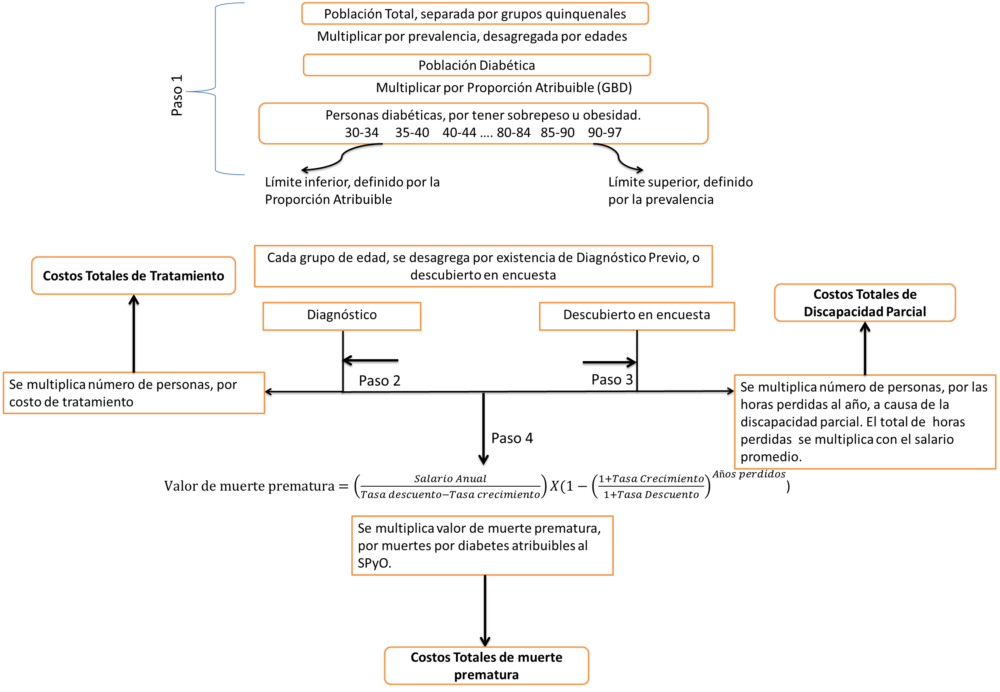 Población Total, separada por grupos quinquenales
Multiplicar por prevalencia, desagregada por edades
Población Diabética
Paso 1
Multiplicar por Proporción Atribuible (GBD)
Personas diabéticas, por tener sobrepeso u obesidad.
30-34 35-40 40-44 .... 80-84 85-90 90-97
Límite inferior, definido por la
Proporción Atribuible
Límite superior, definido
por la prevalencia
Cada grupo de edad, se desagrega por existencia de Diagnóstico Previo, o
descubierto en encuesta
Costos Totales de Tratamiento
Costos Totales de
Discapacidad Parcial
Diagnóstico
Descubierto en encuesta
Paso 2
Paso 3
Se multiplica número de personas, por
costo de tratamiento
Se multiplica número de personas, por las
horas perdidas al año, a causa de la
discapacidad parcial. El total de horas
perdidas se multiplica con el salario
promedio.
Paso 4
Valor de muerte prematura = (Salario Anual / Tasa descuento−Tasa crecimiento) X(1 − (1+Tasa Crecimiento / 1+Tasa Descuento)^Años perdidos)
Se multiplica valor de muerte prematura,
por muertes por diabetes atribuibles al
SPyO.
Costos Totales de muerte
prematura